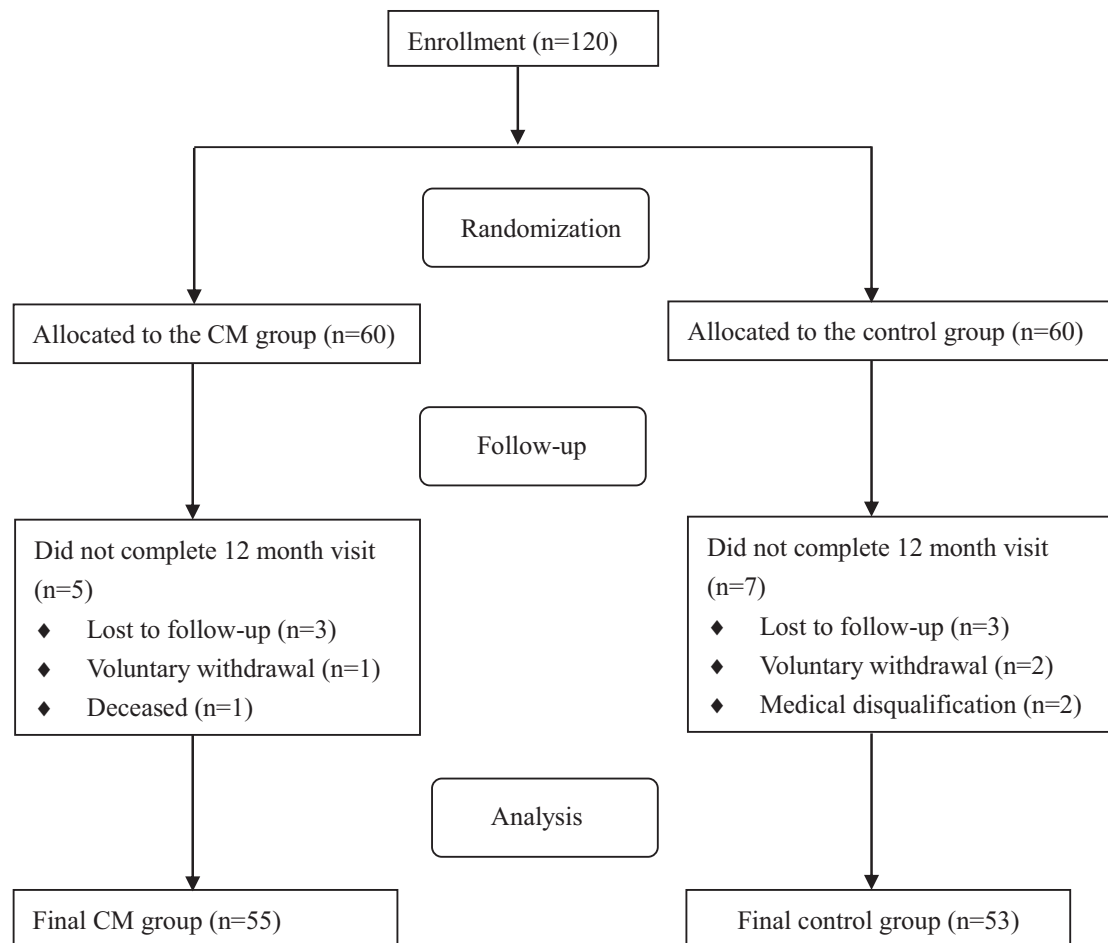 Enrollment (n=120)
Randomization
Allocated to the CM group (n=60)
Allocated to the control group (n=60)
Follow-up
Did not complete 12 month visit
(n=5)
♦ Lost to follow-up (n=3)
♦ Voluntary withdrawal (n=1)
♦ Deceased (n=1)
Did not complete 12 month visit
(n=7)
♦ Lost to follow-up (n=3)
♦ Voluntary withdrawal (n=2)
♦ Medical disqualification (n=2)
Analysis
Final CM group (n=55)
Final control group (n=53)